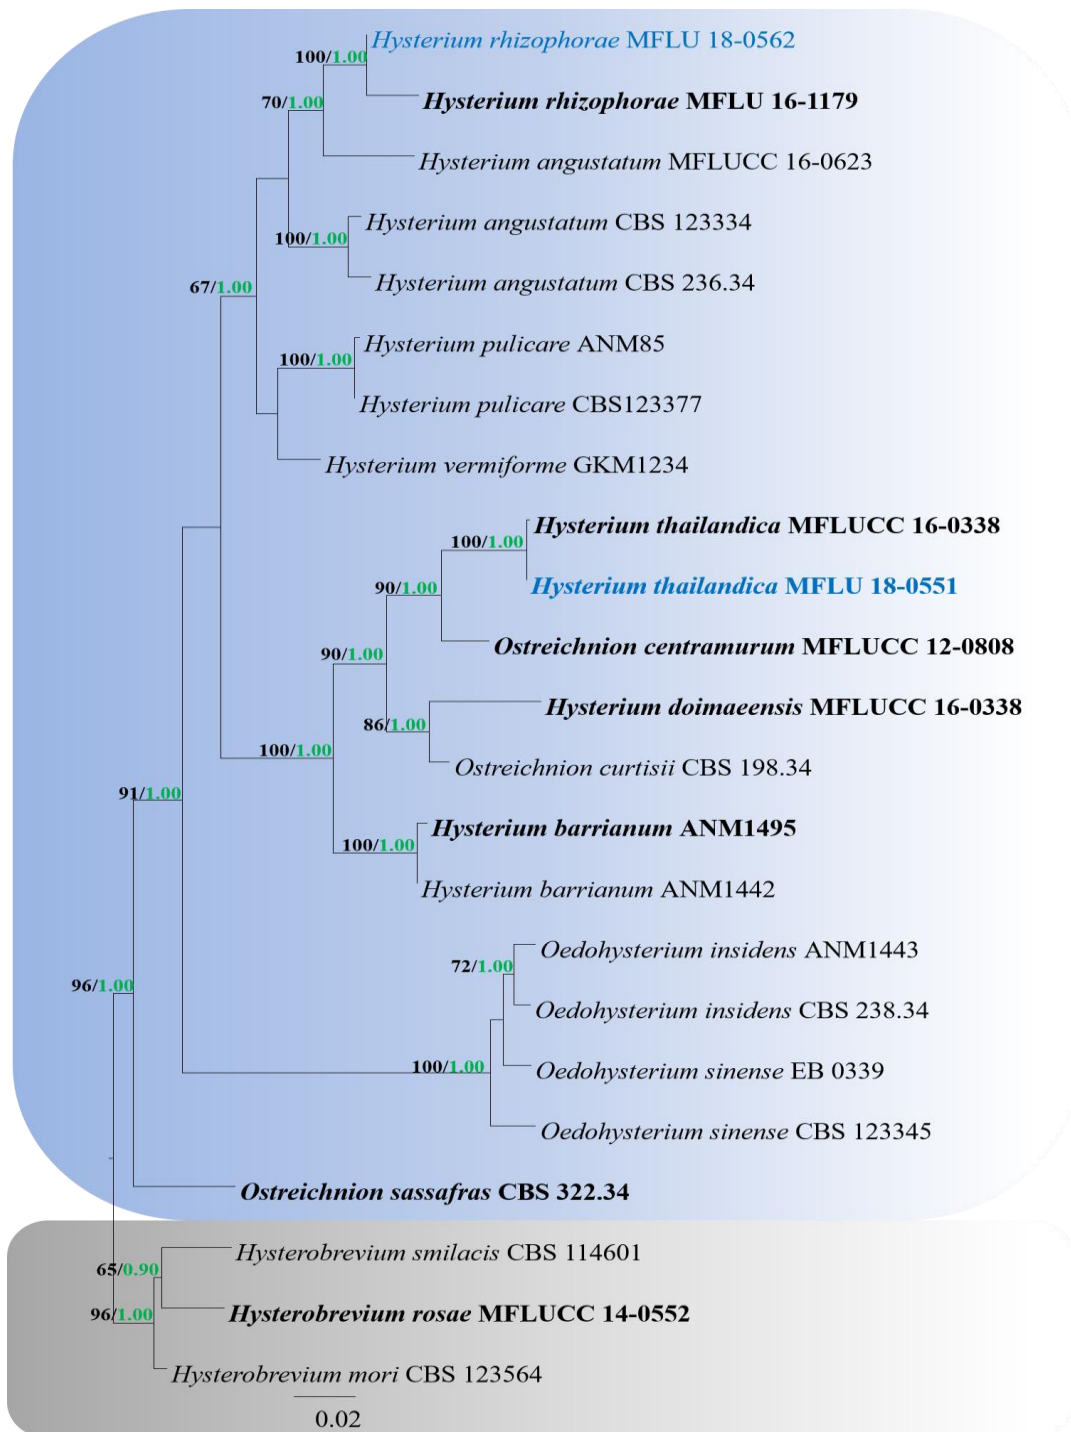 Hysterium rhizophorae MFLU 18-0562
100/1.00
Hysterium rhizophorae MFLU 16-1179
70/1.00
Hysterium angustatum MFLUCC 16-0623
Hysterium angustatum CBS 123334
100/1.00
Hysterium angustatum CBS 236.34
67/1.00
Hysterium pulicare ANM85
100/1.00
Hysterium pulicare CBS123377
Hysterium vermiforme GKM1234
Hysterium thailandica MFLUCC 16-0338
100/1.00
Hysterium thailandica MFLU 18-0551
90/1.00
Ostreichnion centramurum MFLUCC 12-0808
90/1.00
Hysterium doimaeensis MFLUCC 16-0338
86/1.00
100/1.00
Ostreichnion curtisii CBS 198.34
91/1.00
Hysterium barrianum ANM1495
100/1.00
Hysterium barrianum ANM1442
Oedohysterium insidens ANM1443
72/1.00
96/1.00
Oedohysterium insidens CBS 238.34
100/1.00
Oedohysterium sinense EB 0339
Oedohysterium sinense CBS 123345
Ostreichnion sassafras CBS 322.34
Hysterobrevium smilacis CBS 114601
65/0.90
96/1.00
Hysterobrevium rosae MFLUCC 14-0552
Hysterobrevium mori CBS 123564
0.02